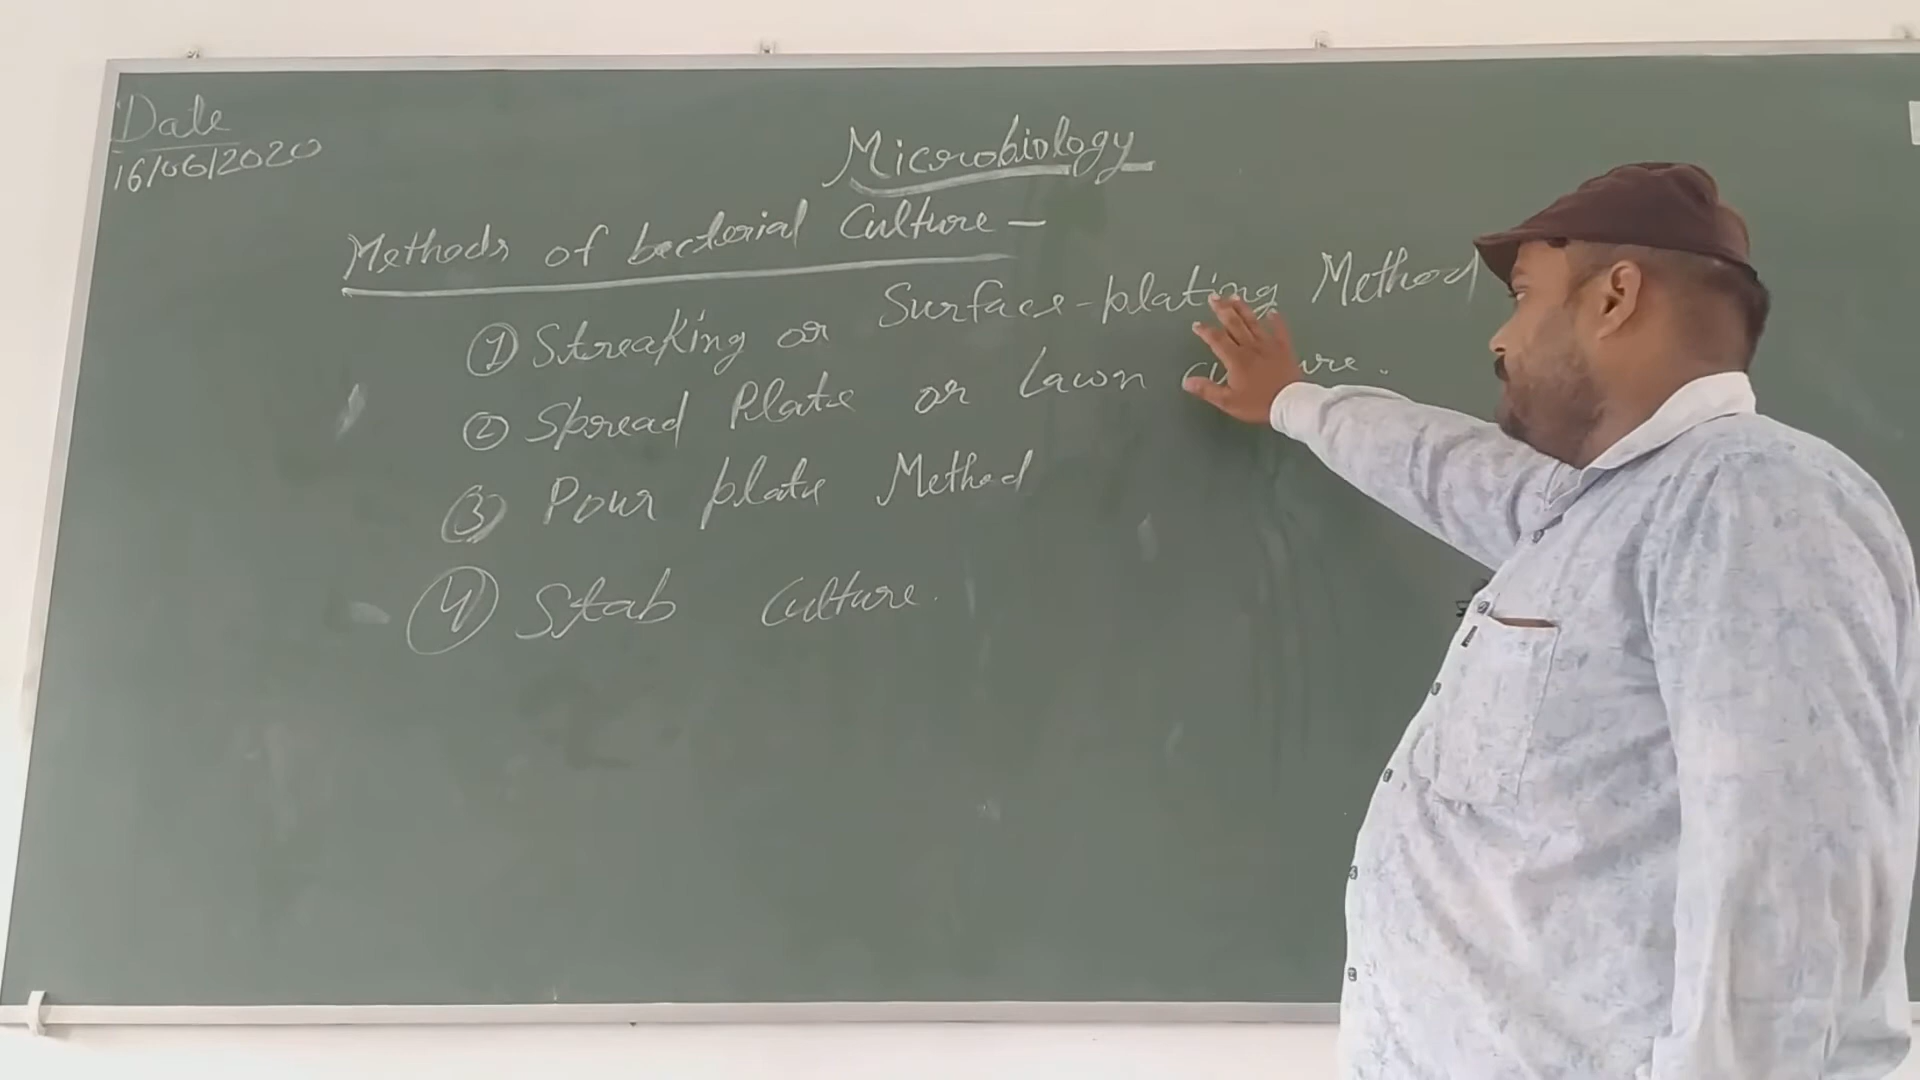 Date
16/06/2020
Microbiology
Methods of bacterial Culture -
① Streaking or Surface-plating Method
② Spread Plate or Lawn
③ Pour plate Method
④ Stab Culture.